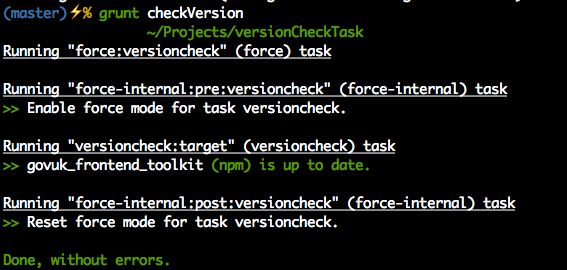 (master)⚡% grunt checkVersion
~/Projects/versionCheckTask
Running "force:versioncheck" (force) task
Running "force-internal:pre:versioncheck" (force-internal) task
>> Enable force mode for task versioncheck.
Running "versioncheck:target" (versioncheck) task
>> govuk_frontend_toolkit (npm) is up to date.
Running "force-internal:post:versioncheck" (force-internal) task
>> Reset force mode for task versioncheck.
Done, without errors.